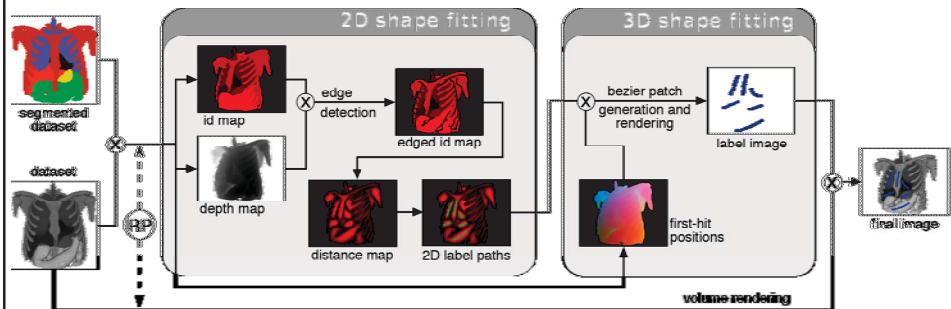 2D shape fitting
3D shape fitting
segmented
dataset
id map
edge
detection
edged id map
bezier patch
generation and
rendering
label image
dataset
depth map
RP
distance map
2D label paths
first-hit
positions
final image
volume rendering